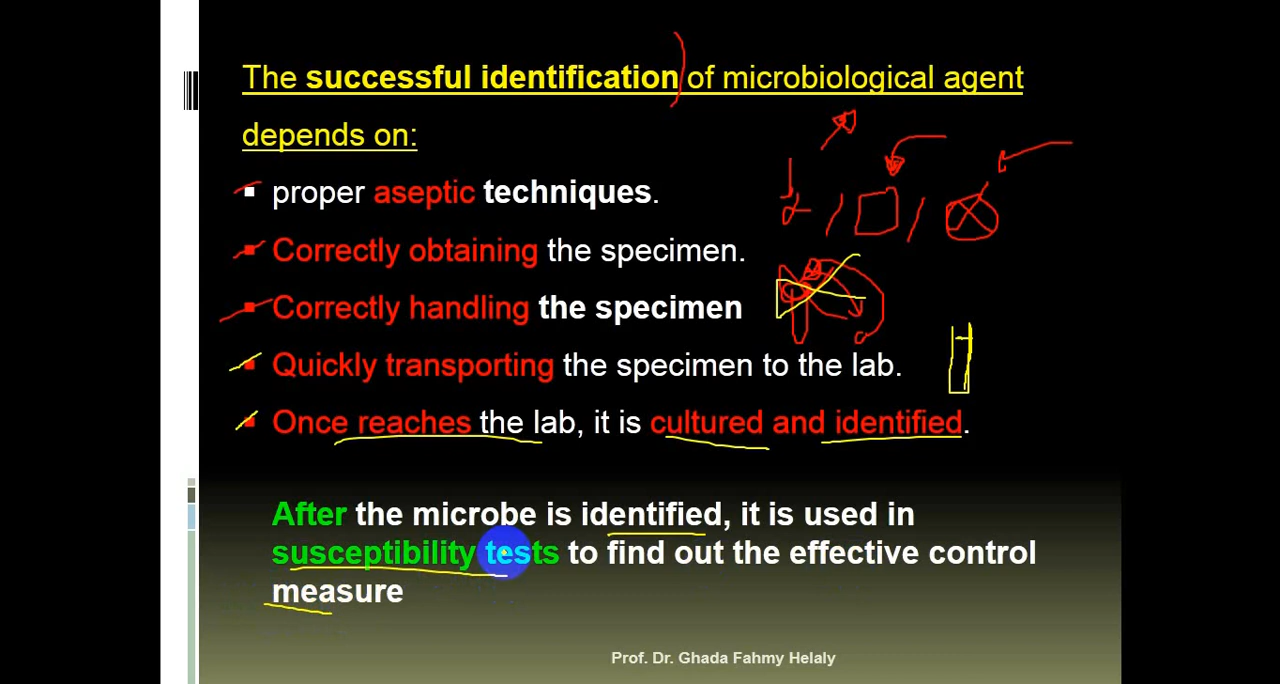 The successful identification of microbiological agent
depends on:
proper aseptic techniques.
Correctly obtaining the specimen.
Correctly handling the specimen
Quickly transporting the specimen to the lab.
Once reaches the lab, it is cultured and identified.
After the microbe is identified, it is used in
susceptibility tests to find out the effective control
measure
Prof. Dr. Ghada Fahmy Helaly